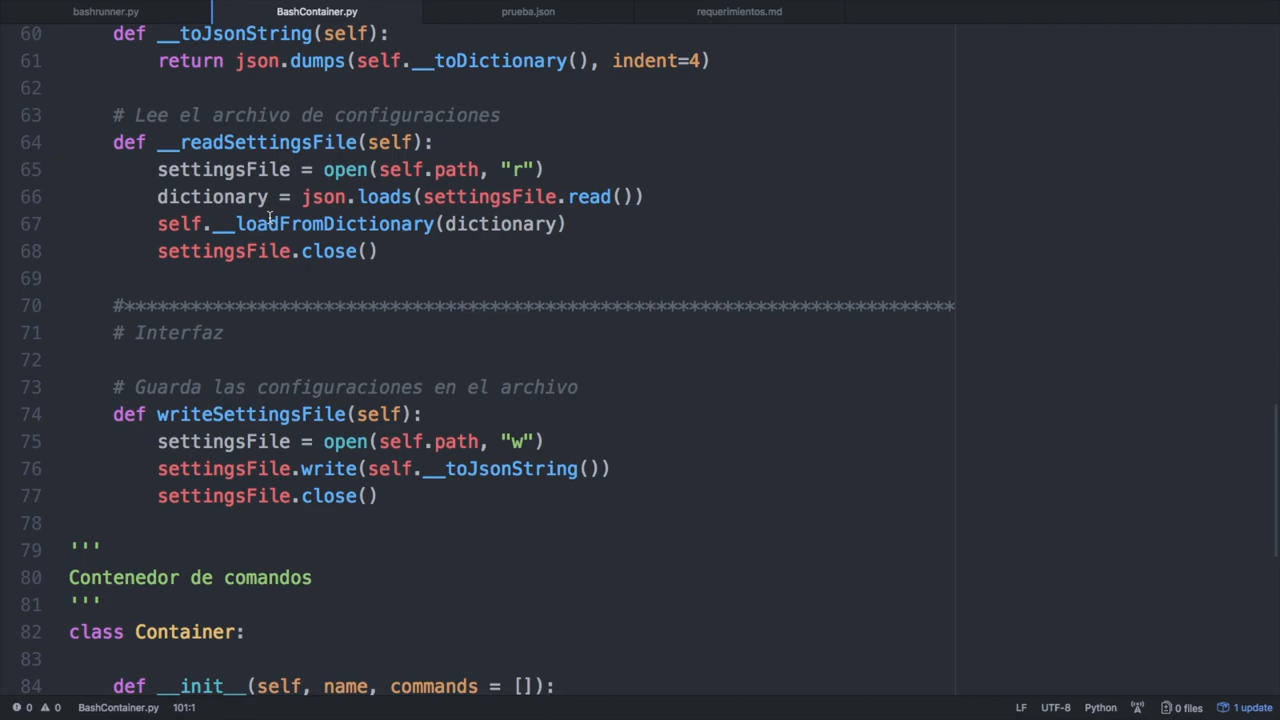 bashrunner.py BashContainer.py prueba.json requerimientos.md
60 def __toJsonString(self):
61 return json.dumps(self.__toDictionary(), indent=4)
62
63 # Lee el archivo de configuraciones
64 def __readSettingsFile(self):
65 settingsFile = open(self.path, "r")
66 dictionary = json.loads(settingsFile.read())
67 self.__loadFromDictionary(dictionary)
68 settingsFile.close()
69
70 #***************************************************************************
71 # Interfaz
72
73 # Guarda las configuraciones en el archivo
74 def writeSettingsFile(self):
75 settingsFile = open(self.path, "w")
76 settingsFile.write(self.__toJsonString())
77 settingsFile.close()
78
79 '''
80 Contenedor de comandos
81 '''
82 class Container:
83
84 def __init__(self, name, commands = []):
0 0 BashContainer.py 101:1 LF UTF-8 Python 0 files 1 update